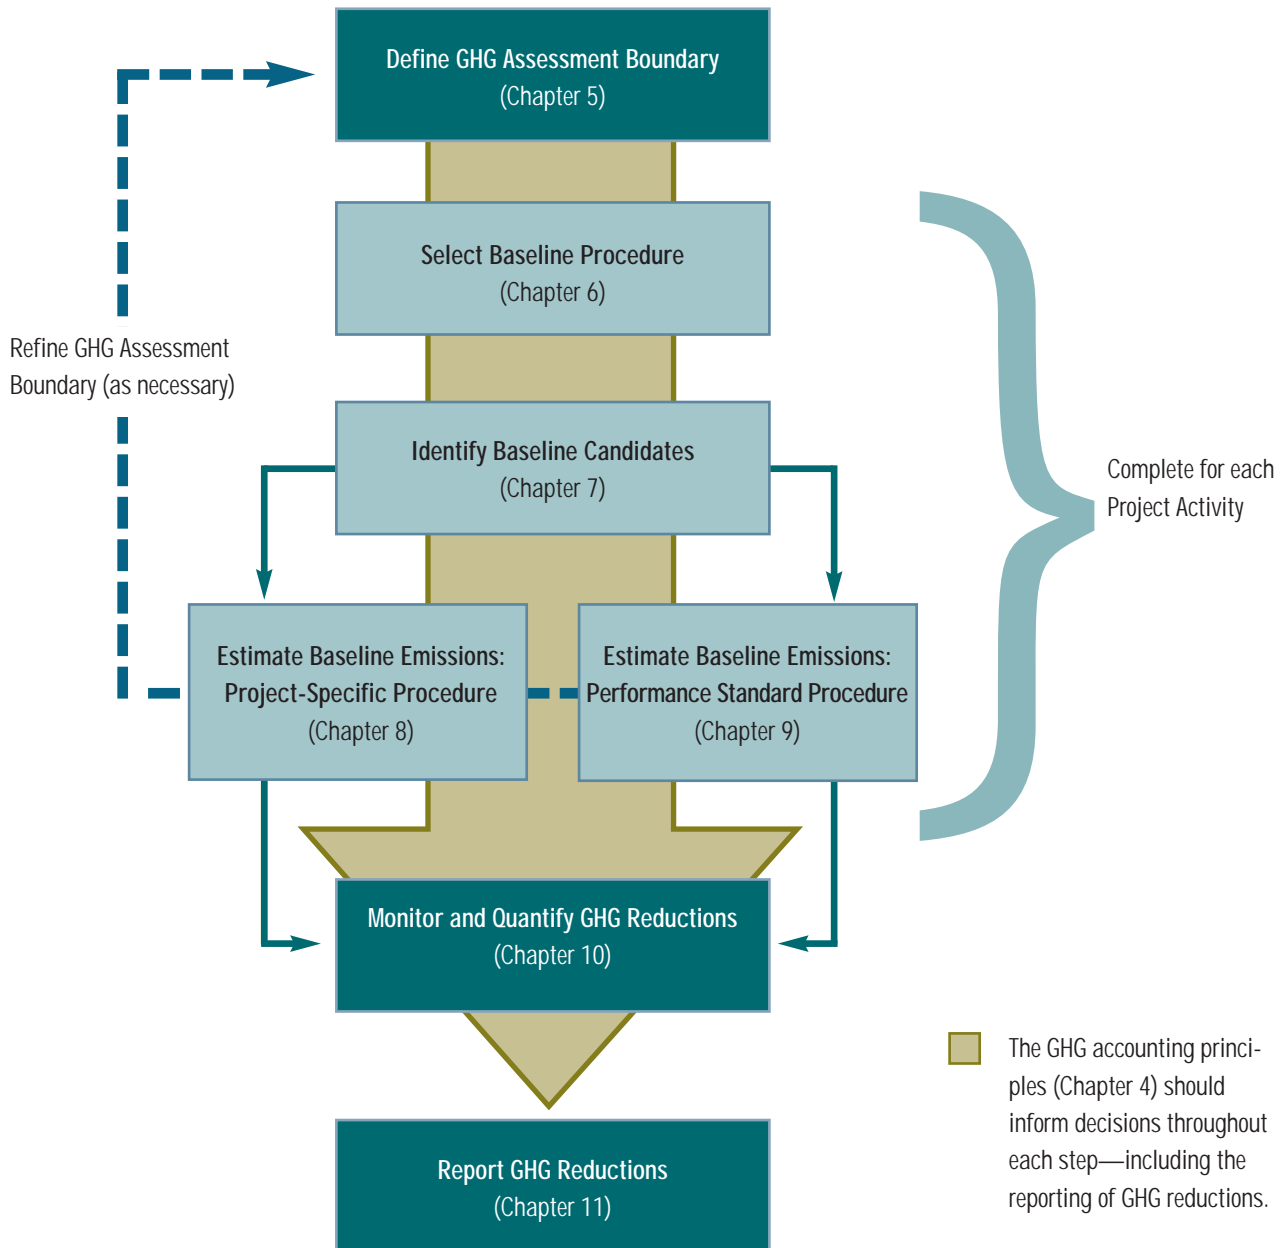 Define GHG Assessment Boundary
(Chapter 5)
Select Baseline Procedure
(Chapter 6)
Refine GHG Assessment
Boundary (as necessary)
Identify Baseline Candidates
(Chapter 7)
Complete for each
Project Activity
Estimate Baseline Emissions:
Project-Specific Procedure
(Chapter 8)
Estimate Baseline Emissions:
Performance Standard Procedure
(Chapter 9)
Monitor and Quantify GHG Reductions
(Chapter 10)
The GHG accounting princi-
ples (Chapter 4) should
inform decisions throughout
each step—including the
reporting of GHG reductions.
Report GHG Reductions
(Chapter 11)